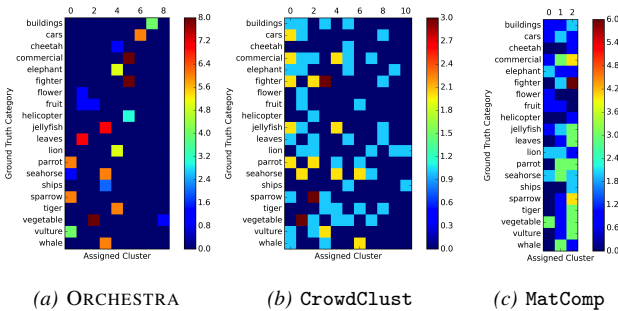 0 2 4 6 8
buildings
cars
cheetah
commercial
elephant
fighter
flower
fruit
helicopter
jellyfish
leaves
lion
parrot
seahorse
ships
sparrow
tiger
vegetable
vulture
whale
Ground Truth Category
Assigned Cluster
8.0
7.2
6.4
5.6
4.8
4.0
3.2
2.4
1.6
0.8
0.0
(a) ORCHESTRA
0 2 4 6 8 10
buildings
cars
cheetah
commercial
elephant
fighter
flower
fruit
helicopter
jellyfish
leaves
lion
parrot
seahorse
ships
sparrow
tiger
vegetable
vulture
whale
Ground Truth Category
Assigned Cluster
3.0
2.7
2.4
2.1
1.8
1.5
1.2
0.9
0.6
0.3
0.0
(b) CrowdClust
0 1 2
buildings
cars
cheetah
commercial
elephant
fighter
flower
fruit
helicopter
jellyfish
leaves
lion
parrot
seahorse
ships
sparrow
tiger
vegetable
vulture
whale
Ground Truth Category
Assigned Cluster
6.0
5.4
4.8
4.2
3.6
3.0
2.4
1.8
1.2
0.6
0.0
(c) MatComp